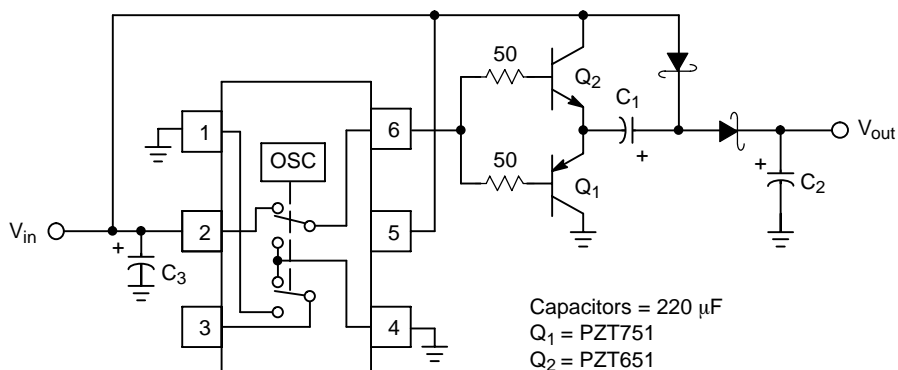 50
Q2
C1
+
Vout
1
6
OSC
50
Q1
+
C2
Vin
2
5
+
C3
3
4
Capacitors = 220 μF
Q1 = PZT751
Q2 = PZT651